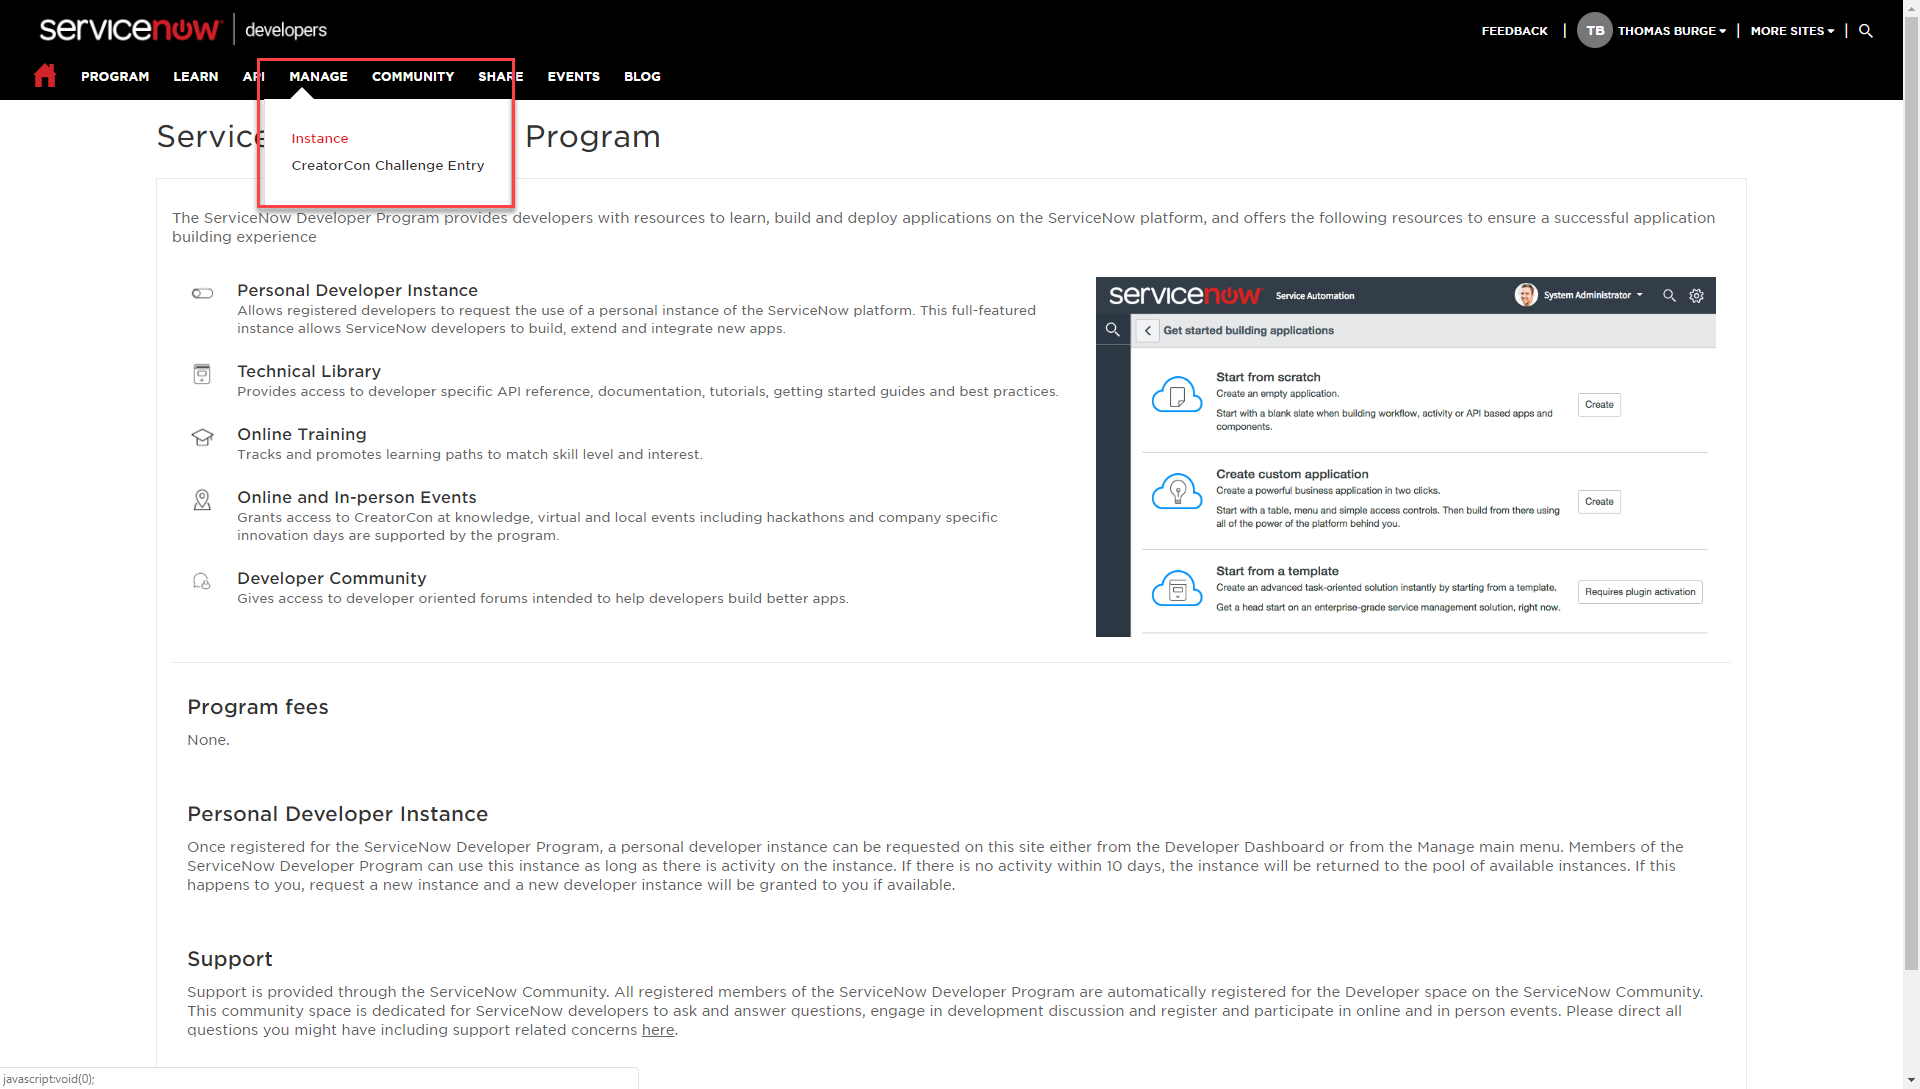 servicenow developers
FEEDBACK | TB THOMAS BURGE | MORE SITES |
PROGRAM LEARN API MANAGE COMMUNITY SHARE EVENTS BLOG
Service Program
Instance
CreatorCon Challenge Entry
The ServiceNow Developer Program provides developers with resources to learn, build and deploy applications on the ServiceNow platform, and offers the following resources to ensure a successful application
building experience
Personal Developer Instance
Allows registered developers to request the use of a personal instance of the ServiceNow platform. This full-featured
instance allows ServiceNow developers to build, extend and integrate new apps.
Technical Library
Provides access to developer specific API reference, documentation, tutorials, getting started guides and best practices.
Online Training
Tracks and promotes learning paths to match skill level and interest.
Online and In-person Events
Grants access to CreatorCon at knowledge, virtual and local events including hackathons and company specific
innovation days are supported by the program.
Developer Community
Gives access to developer oriented forums intended to help developers build better apps.
servicenow Service Automation System Administrator
Get started building applications
Start from scratch
Create an empty application.
Start with a blank slate when building workflow, activity or API based apps and
components.
Create
Create custom application
Create a powerful business application in two clicks.
Start with a table, menu and simple access controls. Then build from there using
all of the power of the platform behind you.
Create
Start from a template
Create an advanced task-oriented solution instantly by starting from a template.
Get a head start on an enterprise-grade service management solution, right now.
Requires plugin activation
Program fees
None.
Personal Developer Instance
Once registered for the ServiceNow Developer Program, a personal developer instance can be requested on this site either from the Developer Dashboard or from the Manage main menu. Members of the
ServiceNow Developer Program can use this instance as long as there is activity on the instance. If there is no activity within 10 days, the instance will be returned to the pool of available instances. If this
happens to you, request a new instance and a new developer instance will be granted to you if available.
Support
Support is provided through the ServiceNow Community. All registered members of the ServiceNow Developer Program are automatically registered for the Developer space on the ServiceNow Community.
This community space is dedicated for ServiceNow developers to ask and answer questions, engage in development discussion and register and participate in online and in person events. Please direct all
questions you might have including support related concerns here.
javascript:void(0);